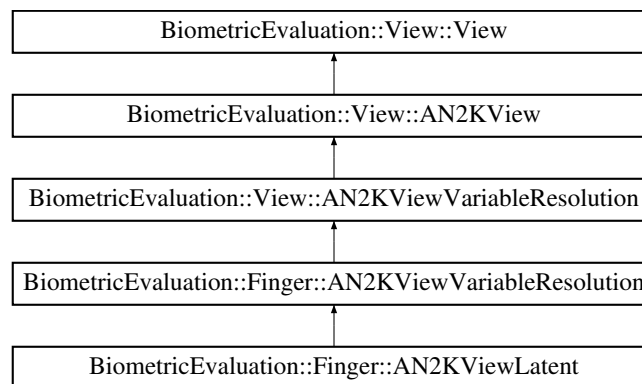 BiometricEvaluation::View::View
BiometricEvaluation::View::AN2KView
BiometricEvaluation::View::AN2KViewVariableResolution
BiometricEvaluation::Finger::AN2KViewVariableResolution
BiometricEvaluation::Finger::AN2KViewLatent